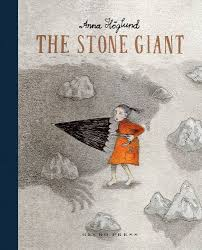 Anna Höglund
THE STONE GIANT
GECKO PRESS